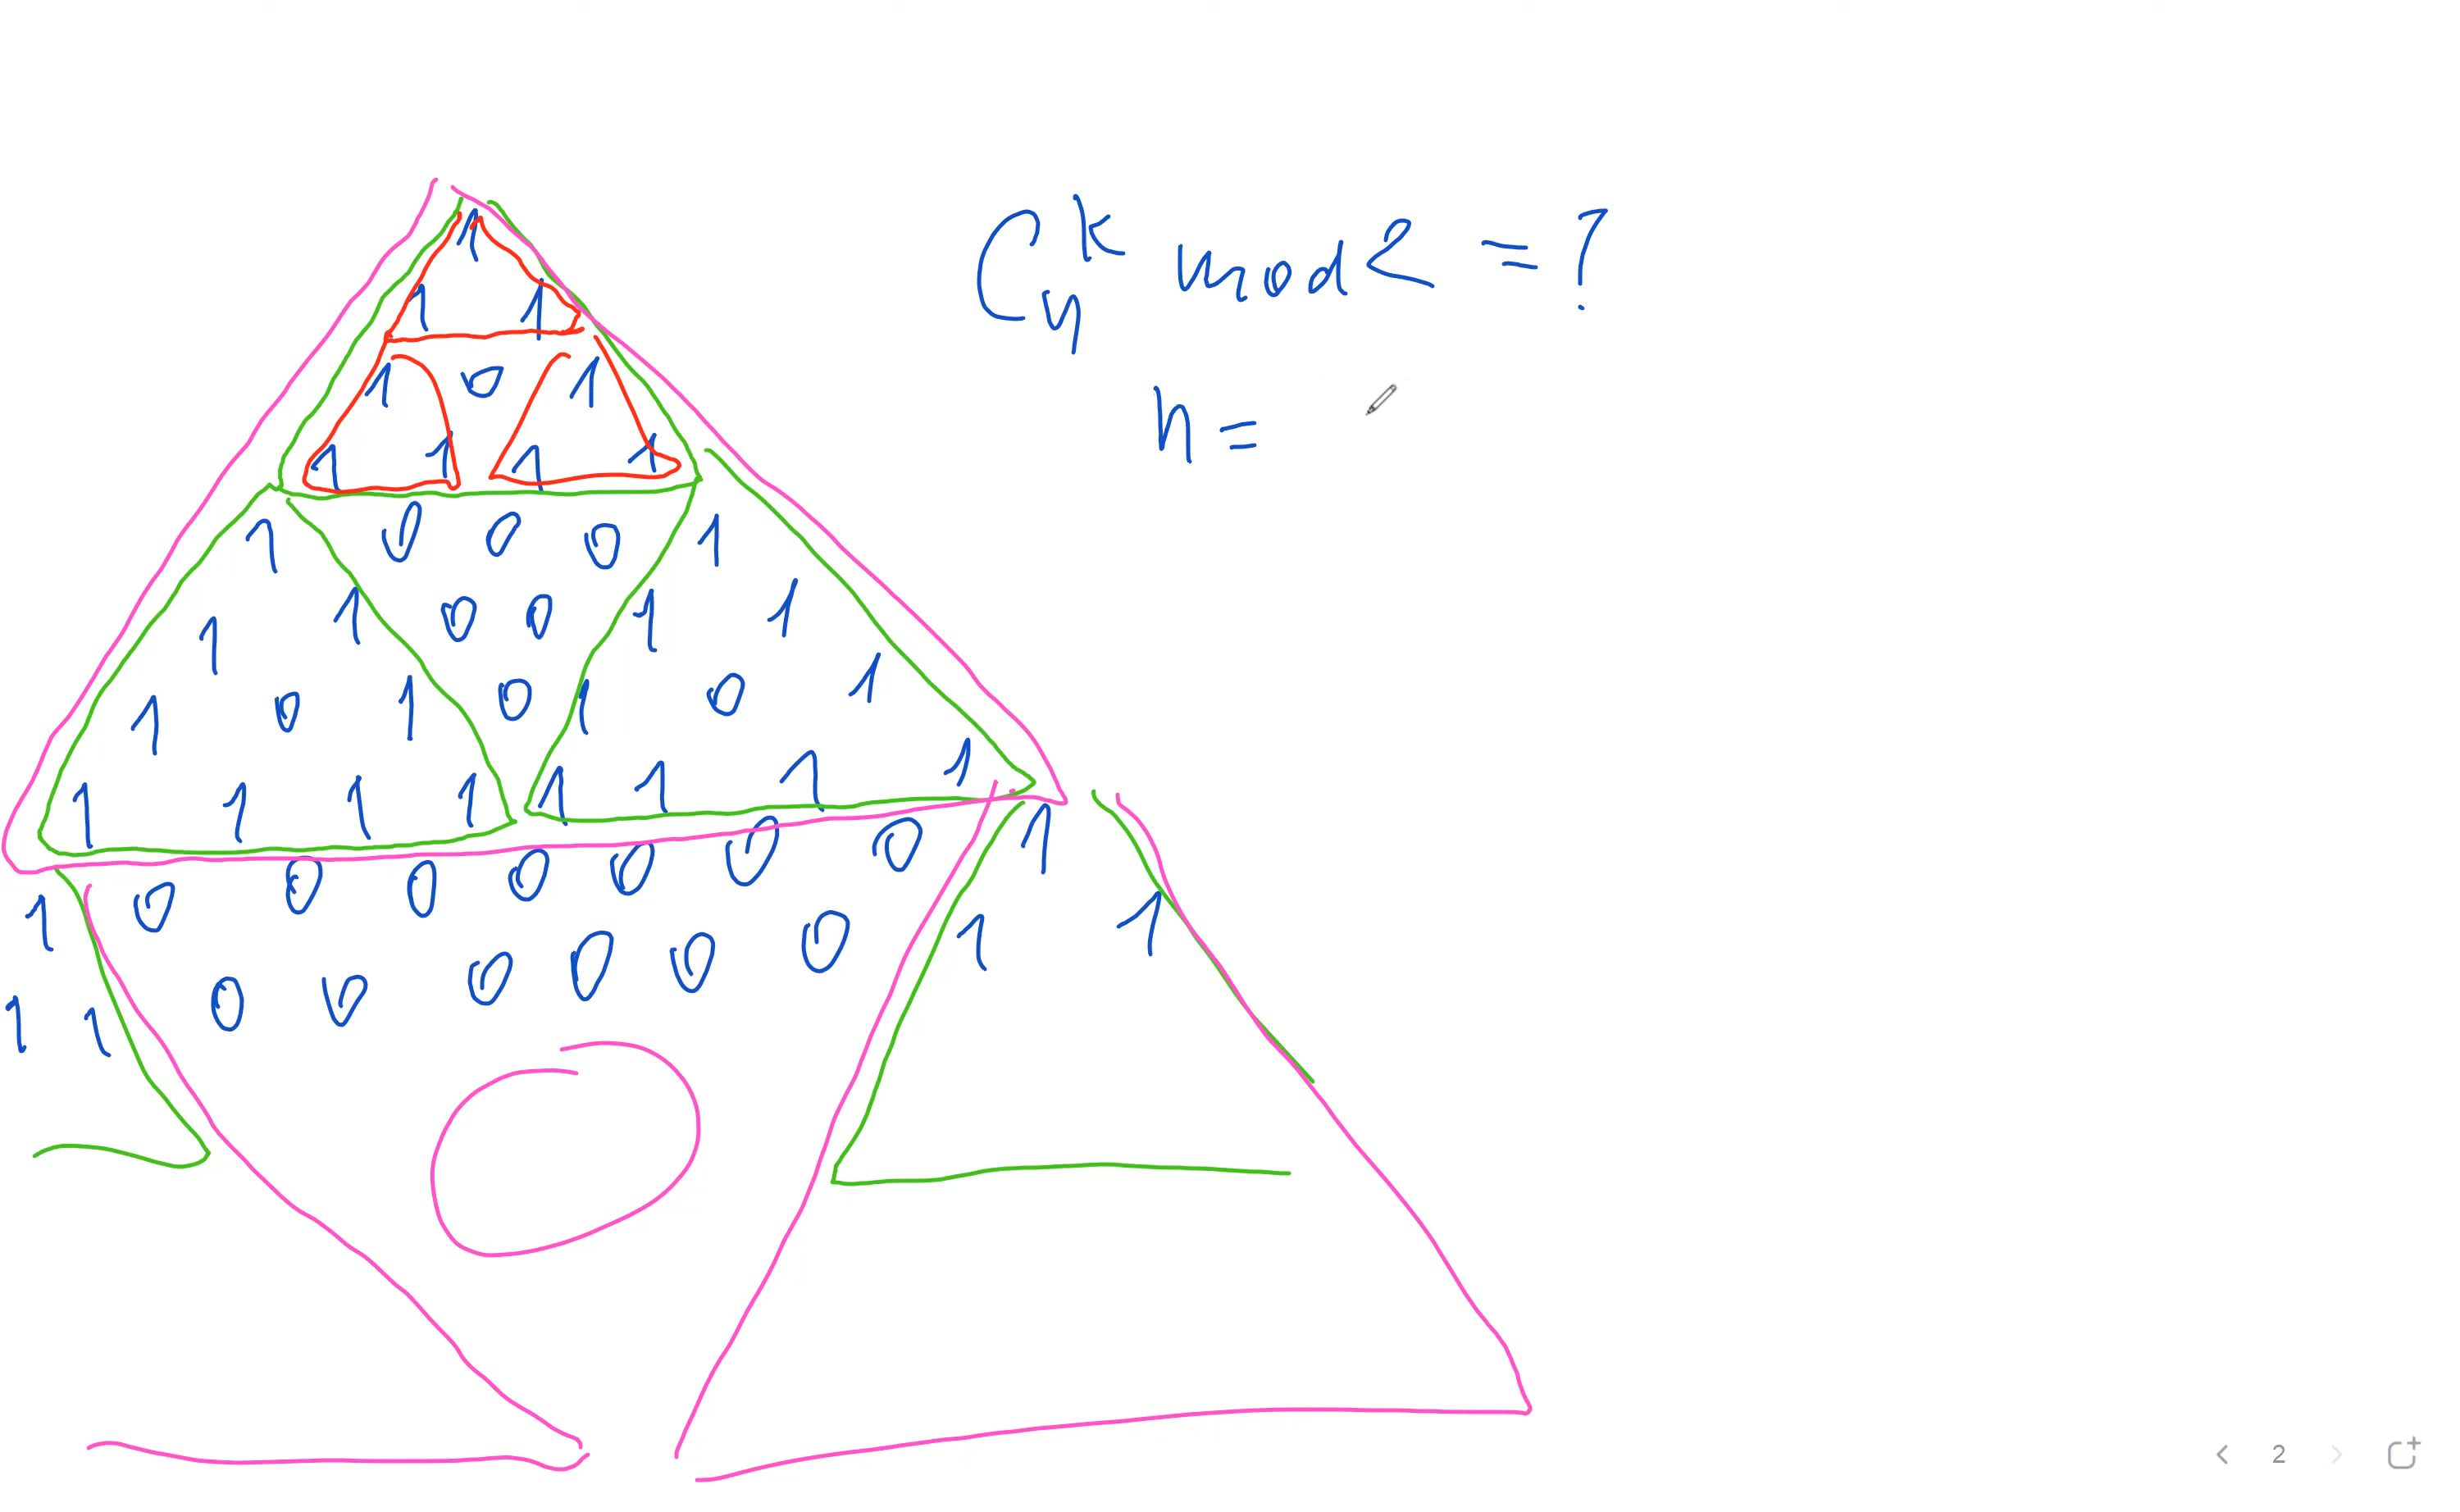 1
1 1
1 0 1
1 1 1 1
1 0 0 0 1
1 1 0 0 1 1
1 0 1 0 1 0 1
1 1 1 1 1 1 1 1
1 0 0 0 0 0 0 0 1
1 1 0 0 0 0 0 0 1 1
C_n^k mod 2 = ?
n =
2